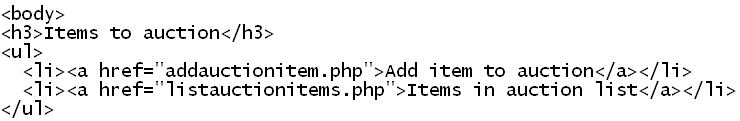 <body>
<h3>Items to auction</h3>
<ul>
  <li><a href="addauctionitem.php">Add item to auction</a></li>
  <li><a href="listauctionitems.php">Items in auction list</a></li>
</ul>